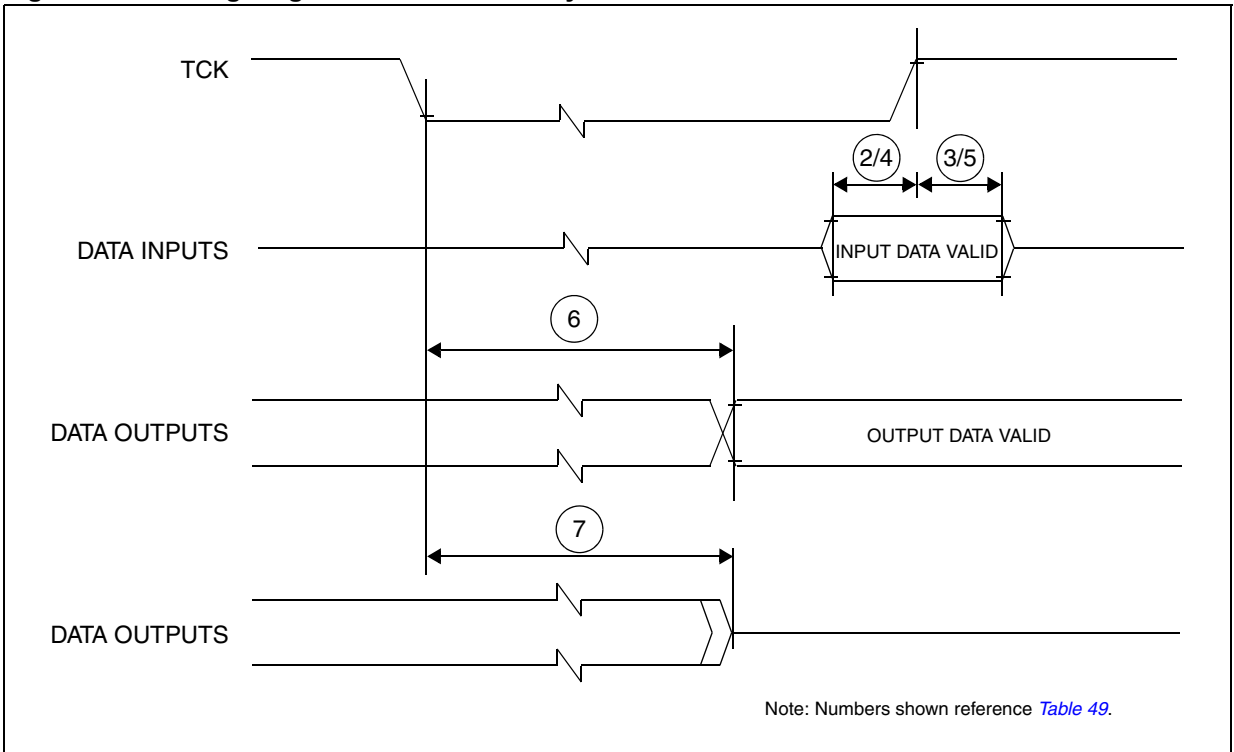 TCK
2/4
3/5
DATA INPUTS
INPUT DATA VALID
6
DATA OUTPUTS
OUTPUT DATA VALID
7
DATA OUTPUTS
Note: Numbers shown reference Table 49.